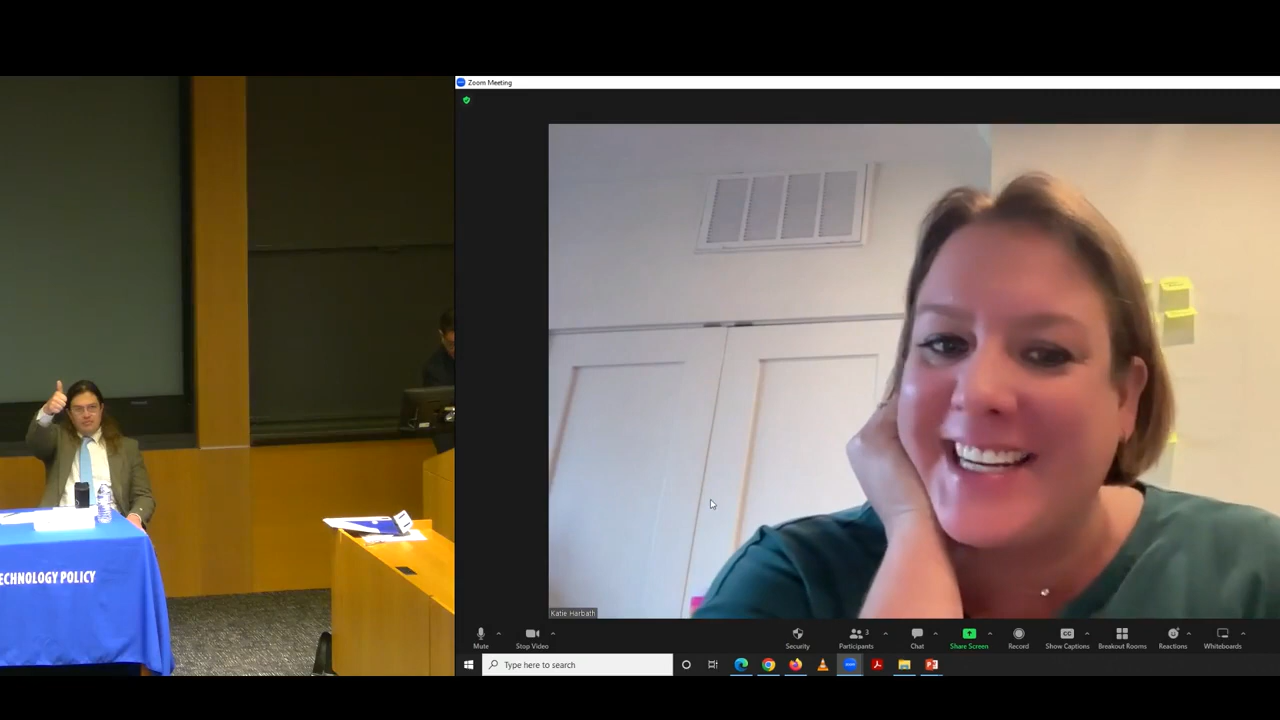 Zoom Meeting
ECHNOLOGY POLICY
Katie Harbath
Mute
Stop Video
Security
3
Participants
Chat
Share Screen
Record
Show Captions
Breakout Rooms
Reactions
Whiteboards
Type here to search